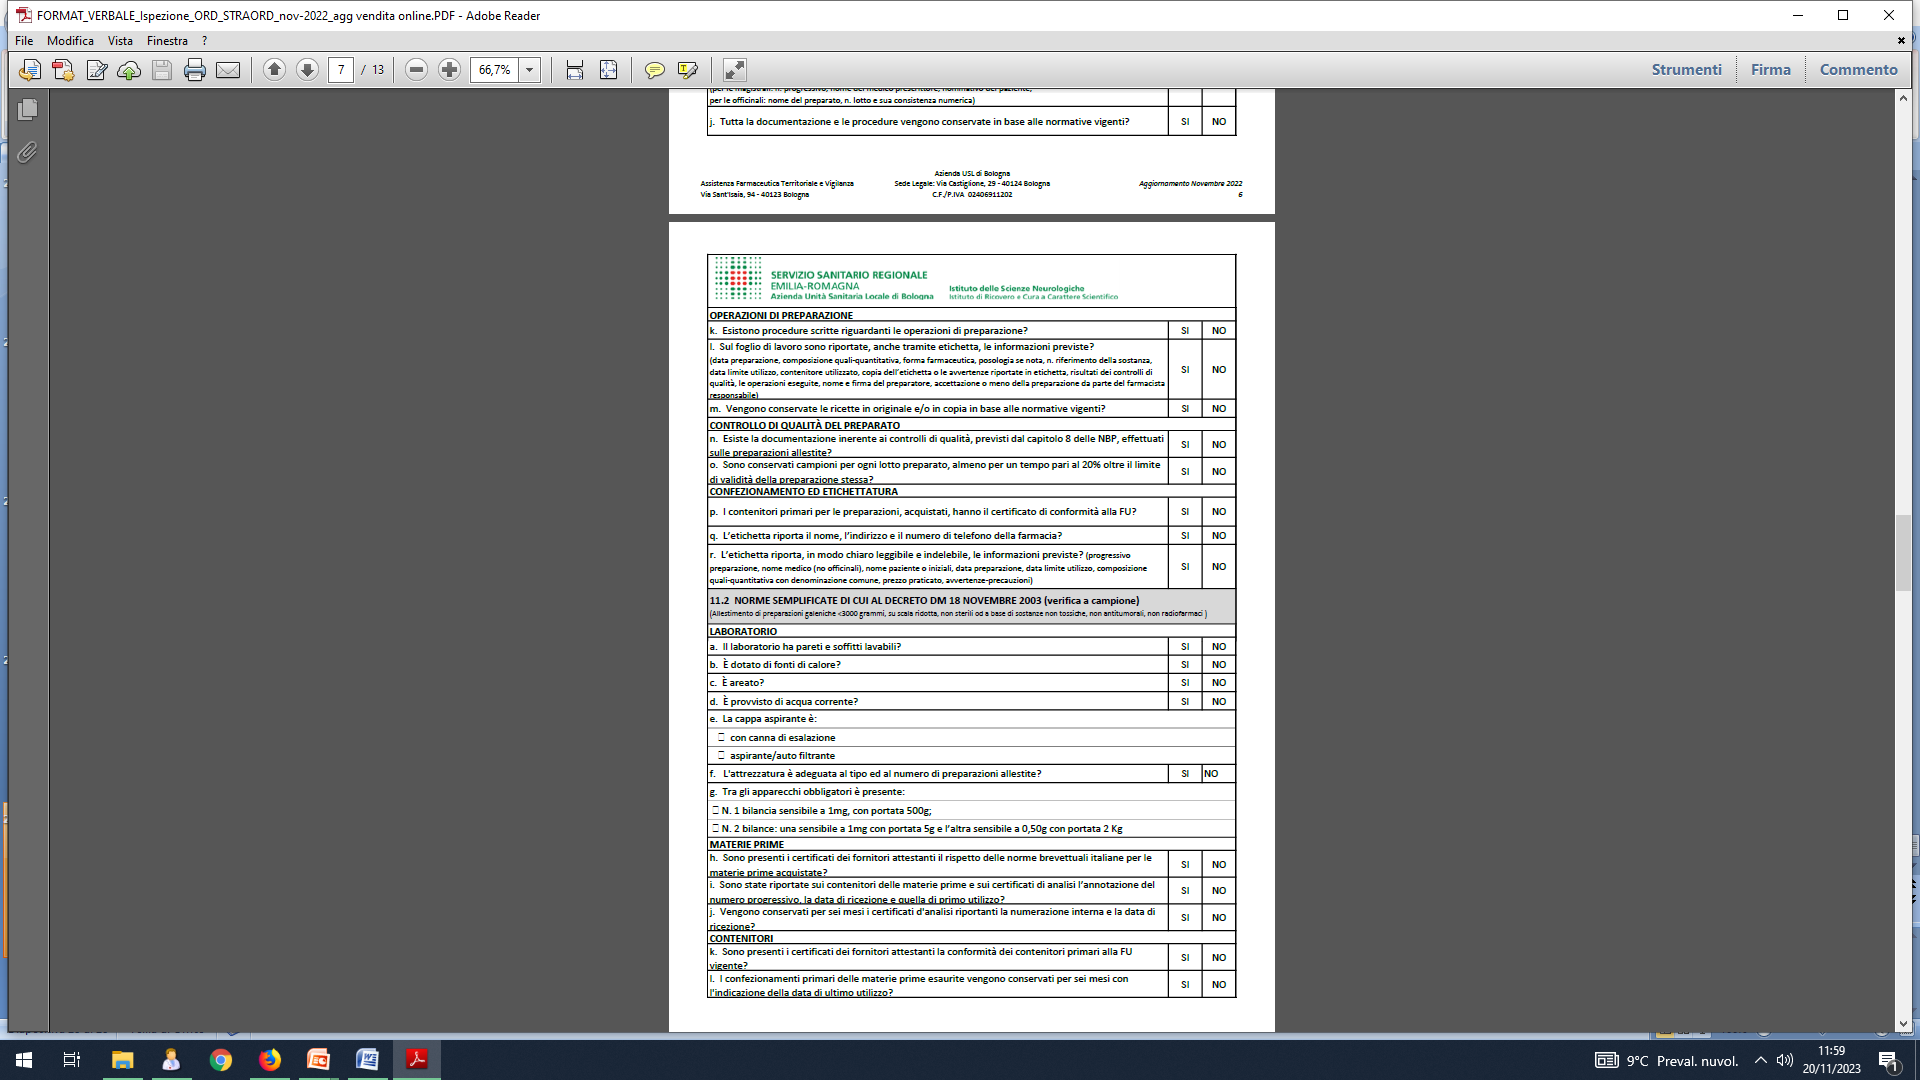 FORMAT_VERBALE_Ispezione_ORD_STRAORD_nov-2022_agg vendita online.PDF - Adobe Reader
File Modifica Vista Finestra ?
7 / 13 66,7% Strumenti Firma Commento
per le officinali: nome del preparato, n. lotto e sua consistenza numerica)
j. Tutta la documentazione e le procedure vengono conservate in base alle normative vigenti? SI NO
Azienda USL di Bologna
Assistenza Farmaceutica Territoriale e Vigilanza Sede Legale: Via Castiglione, 29 - 40124 Bologna Aggiornamento Novembre 2022
Via Sant'Isaia, 94 - 40123 Bologna C.F./P.IVA 02406911202 6
SERVIZIO SANITARIO REGIONALE
EMILIA-ROMAGNA Istituto delle Scienze Neurologiche
Azienda Unità Sanitaria Locale di Bologna Istituto di Ricovero e Cura a Carattere Scientifico
OPERAZIONI DI PREPARAZIONE
k. Esistono procedure scritte riguardanti le operazioni di preparazione? SI NO
l. Sul foglio di lavoro sono riportate, anche tramite etichetta, le informazioni previste?
(data preparazione, composizione quali-quantitativa, forma farmaceutica, posologia se nota, n. riferimento della sostanza,
data limite utilizzo, contenitore utilizzato, copia dell'etichetta o le avvertenze riportate in etichetta, risultati dei controlli di SI NO
qualità, le operazioni eseguite, nome e firma del preparatore, accettazione o meno della preparazione da parte del farmacista
responsabile)
m. Vengono conservate le ricette in originale e/o in copia in base alle normative vigenti? SI NO
CONTROLLO DI QUALITÀ DEL PREPARATO
n. Esiste la documentazione inerente ai controlli di qualità, previsti dal capitolo 8 delle NBP, effettuati SI NO
sulle preparazioni allestite?
o. Sono conservati campioni per ogni lotto preparato, almeno per un tempo pari al 20% oltre il limite SI NO
di validità della preparazione stessa?
CONFEZIONAMENTO ED ETICHETTATURA
p. I contenitori primari per le preparazioni, acquistati, hanno il certificato di conformità alla FU? SI NO
q. L'etichetta riporta il nome, l'indirizzo e il numero di telefono della farmacia? SI NO
r. L'etichetta riporta, in modo chiaro leggibile e indelebile, le informazioni previste? (progressivo
preparazione, nome medico (no officinali), nome paziente o iniziali, data preparazione, data limite utilizzo, composizione SI NO
quali-quantitativa con denominazione comune, prezzo praticato, avvertenze-precauzioni)
11.2 NORME SEMPLIFICATE DI CUI AL DECRETO DM 18 NOVEMBRE 2003 (verifica a campione)
(Allestimento di preparazioni galeniche <3000 grammi, su scala ridotta, non sterili od a base di sostanze non tossiche, non antitumorali, non radiofarmaci )
LABORATORIO
a. Il laboratorio ha pareti e soffitti lavabili? SI NO
b. È dotato di fonti di calore? SI NO
c. È areato? SI NO
d. È provvisto di acqua corrente? SI NO
e. La cappa aspirante è:
con canna di esalazione
aspirante/auto filtrante
f. L'attrezzatura è adeguata al tipo ed al numero di preparazioni allestite? SI NO
g. Tra gli apparecchi obbligatori è presente:
N. 1 bilancia sensibile a 1mg, con portata 500g;
N. 2 bilance: una sensibile a 1mg con portata 5g e l'altra sensibile a 0,50g con portata 2 Kg
MATERIE PRIME
h. Sono presenti i certificati dei fornitori attestanti il rispetto delle norme brevettuali italiane per le SI NO
materie prime acquistate?
i. Sono state riportate sui contenitori delle materie prime e sui certificati di analisi l'annotazione del SI NO
numero progressivo, la data di ricezione e quella di primo utilizzo?
j. Vengono conservati per sei mesi i certificati d'analisi riportanti la numerazione interna e la data di SI NO
ricezione?
CONTENITORI
k. Sono presenti i certificati dei fornitori attestanti la conformità dei contenitori primari alla FU SI NO
vigente?
l. I confezionamenti primari delle materie prime esaurite vengono conservati per sei mesi con SI NO
l'indicazione della data di ultimo utilizzo?
9°C Preval. nuvol. 11:59
20/11/2023 1